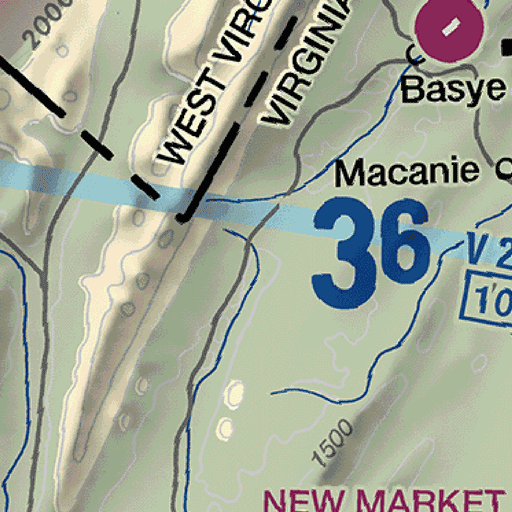 2000
WEST VIRG
VIRGINIA
Basye
Macanie
36
V 2
10
1500
NEW MARKET